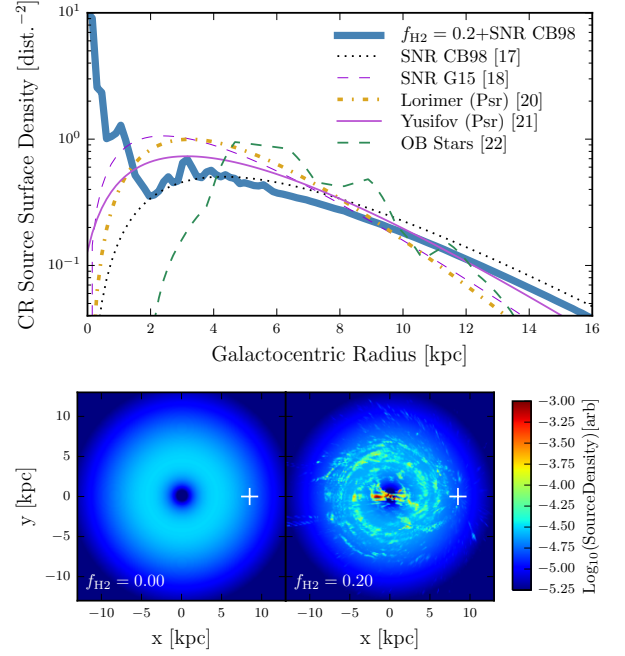 CR Source Surface Density [dist.⁻²]
10¹
10⁰
10⁻¹
f_H2 = 0.2+SNR CB98
SNR CB98 [17]
SNR G15 [18]
Lorimer (Psr) [20]
Yusifov (Psr) [21]
OB Stars [22]
0 2 4 6 8 10 12 14 16
Galactocentric Radius [kpc]
y [kpc]
10
5
0
−5
−10
f_H2 = 0.00
f_H2 = 0.20
−10 −5 0 5 10
−10 −5 0 5 10
x [kpc]
x [kpc]
−3.00
−3.25
−3.50
−3.75
−4.00
−4.25
−4.50
−4.75
−5.00
−5.25
Log₁₀(SourceDensity)[arb]